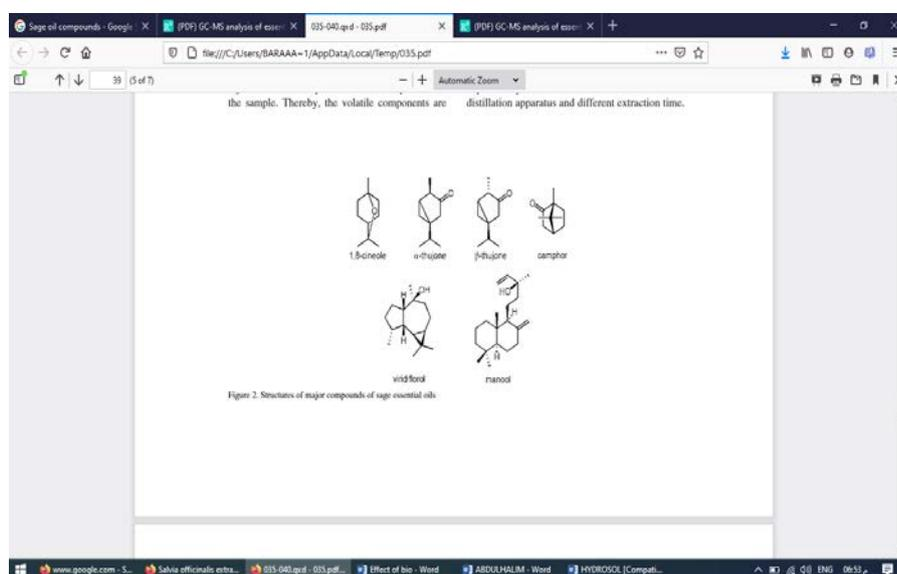 Sage oil compounds - Google
(PDF) GC-MS analysis of essen
035-040.qxd - 035.pdf
(PDF) GC-MS analysis of essen
file:///C:/Users/BARAAA~1/AppData/Local/Temp/035.pdf
39 (5 of 7)
Automatic Zoom
the sample. Thereby, the volatile components are
distillation apparatus and different extraction time.
O
O
O
O
1,8-cineole
α-thujone
β-thujone
camphor
H
OH
H
HO
H
H
viridiflorol
manool
Figure 2. Structures of major compounds of sage essential oils
www.google.com - S...
Salvia officinalis extra...
035-040.qxd - 035.pdf...
Effect of bio - Word
ABDULHALIM - Word
HYDROSOL [Compati...
ENG
06:53 م